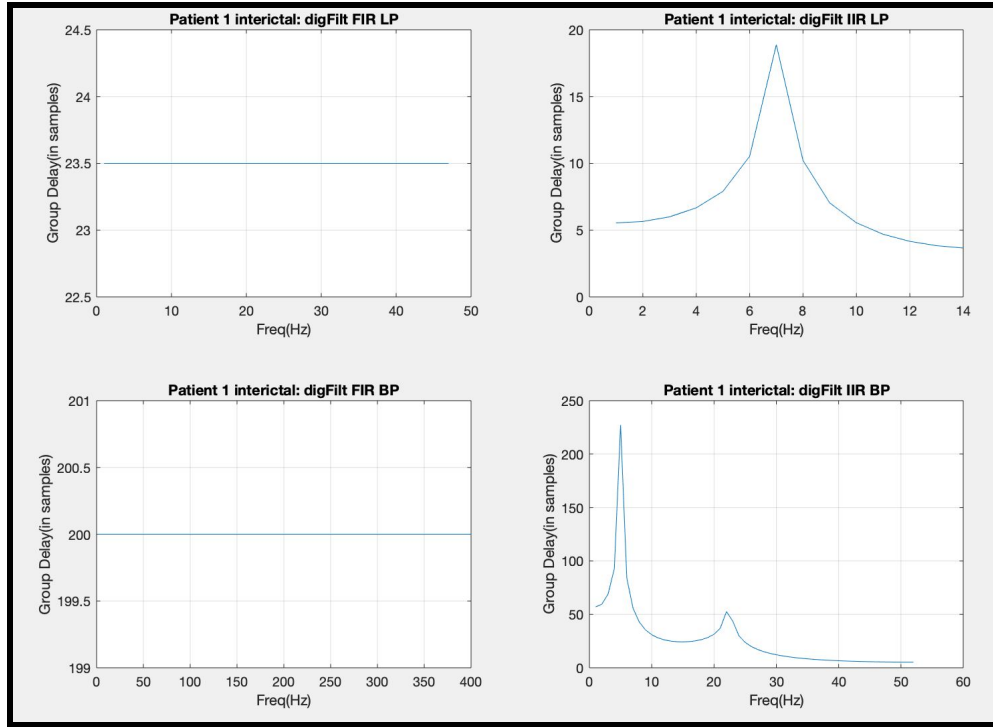 Patient 1 interictal: digFilt FIR LP
24.5
24
23.5
23
22.5
Group Delay(in samples)
0 10 20 30 40 50
Freq(Hz)
Patient 1 interictal: digFilt IIR LP
20
15
10
5
0
Group Delay(in samples)
0 2 4 6 8 10 12 14
Freq(Hz)
Patient 1 interictal: digFilt FIR BP
201
200.5
200
199.5
199
Group Delay(in samples)
0 50 100 150 200 250 300 350 400
Freq(Hz)
Patient 1 interictal: digFilt IIR BP
250
200
150
100
50
0
Group Delay(in samples)
0 10 20 30 40 50 60
Freq(Hz)